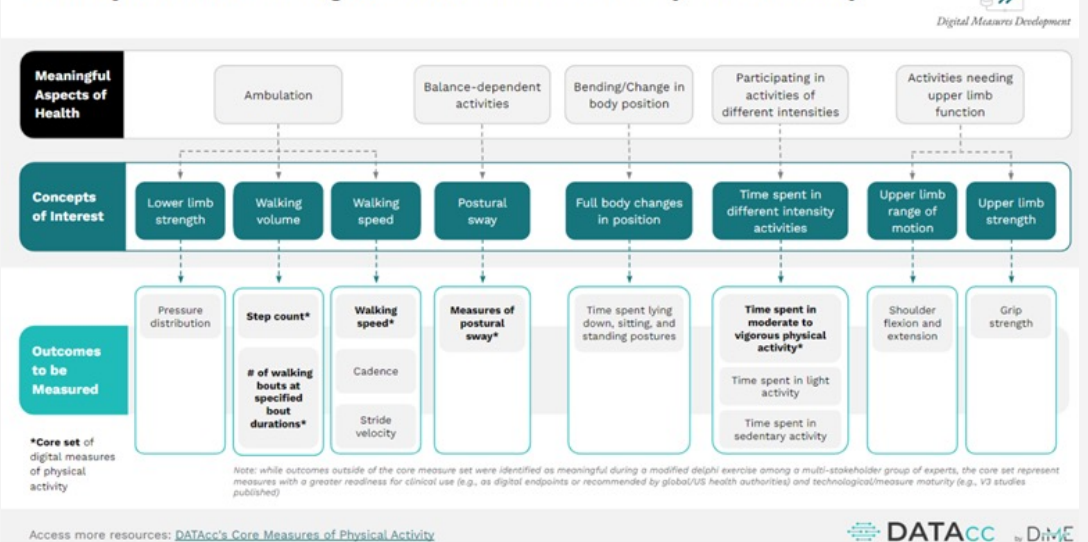 Digital Measures Development
Meaningful
Aspects of
Health
Ambulation
Balance-dependent
activities
Bending/Change in
body position
Participating in
activities of
different intensities
Activities needing
upper limb
function
Concepts
of Interest
Lower limb
strength
Walking
volume
Walking
speed
Postural
sway
Full body changes
in position
Time spent in
different intensity
activities
Upper limb
range of
motion
Upper limb
strength
Outcomes
to be
Measured
Pressure
distribution
Step count*
# of walking
bouts at
specified
bout
durations*
Walking
speed*
Cadence
Stride
velocity
Measures of
postural
sway*
Time spent lying
down, sitting, and
standing postures
Time spent in
moderate to
vigorous physical
activity*
Time spent in light
activity
Time spent in
sedentary activity
Shoulder
flexion and
extension
Grip
strength
*Core set of
digital measures
of physical
activity
Note: while outcomes outside of the core measure set were identified as meaningful during a modified delphi exercise among a multi-stakeholder group of experts, the core set represent
measures with a greater readiness for clinical use (e.g., as digital endpoints or recommended by global/US health authorities) and technological/measure maturity (e.g., V3 studies
published)
Access more resources: DATAcc's Core Measures of Physical Activity
DATAcc by DiME